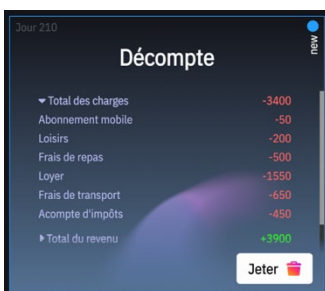 Jour 210
new
Décompte
Total des charges -3400
Abonnement mobile -50
Loisirs -200
Frais de repas -500
Loyer -1550
Frais de transport -650
Acompte d'impôts -450
Total du revenu +3900
Jeter